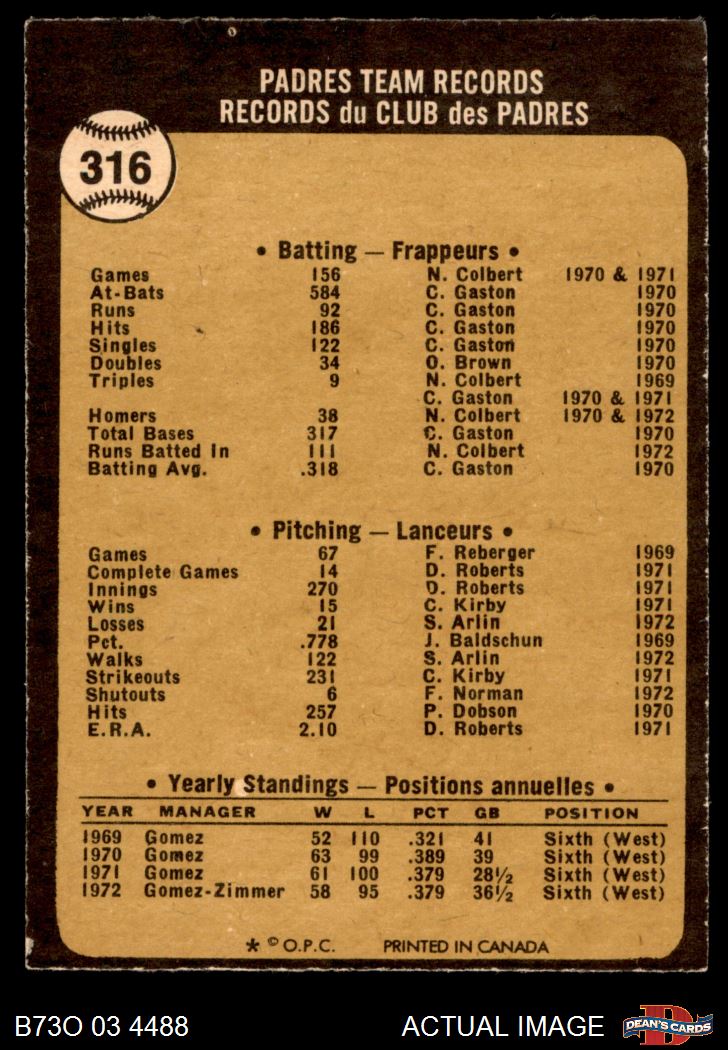 PADRES TEAM RECORDS
RECORDS du CLUB des PADRES
316
• Batting — Frappeurs •
Games 156 N. Colbert 1970 & 1971
At-Bats 584 C. Gaston 1970
Runs 92 C. Gaston 1970
Hits 186 C. Gaston 1970
Singles 122 C. Gaston 1970
Doubles 34 O. Brown 1970
Triples 9 N. Colbert 1969
C. Gaston 1970 & 1971
Homers 38 N. Colbert 1970 & 1972
Total Bases 317 C. Gaston 1970
Runs Batted In 111 N. Colbert 1972
Batting Avg. .318 C. Gaston 1970
• Pitching — Lanceurs •
Games 67 F. Reberger 1969
Complete Games 14 D. Roberts 1971
Innings 270 D. Roberts 1971
Wins 15 C. Kirby 1971
Losses 21 S. Arlin 1972
Pct. .778 J. Baldschun 1969
Walks 122 S. Arlin 1972
Strikeouts 231 C. Kirby 1971
Shutouts 6 F. Norman 1972
Hits 257 P. Dobson 1970
E.R.A. 2.10 D. Roberts 1971
• Yearly Standings — Positions annuelles •
YEAR MANAGER W L PCT GB POSITION
1969 Gomez 52 110 .321 41 Sixth (West)
1970 Gomez 63 99 .389 39 Sixth (West)
1971 Gomez 61 100 .379 28½ Sixth (West)
1972 Gomez-Zimmer 58 95 .379 36½ Sixth (West)
* © O.P.C. PRINTED IN CANADA
B73O 03 4488 ACTUAL IMAGE D DEAN'S CARDS